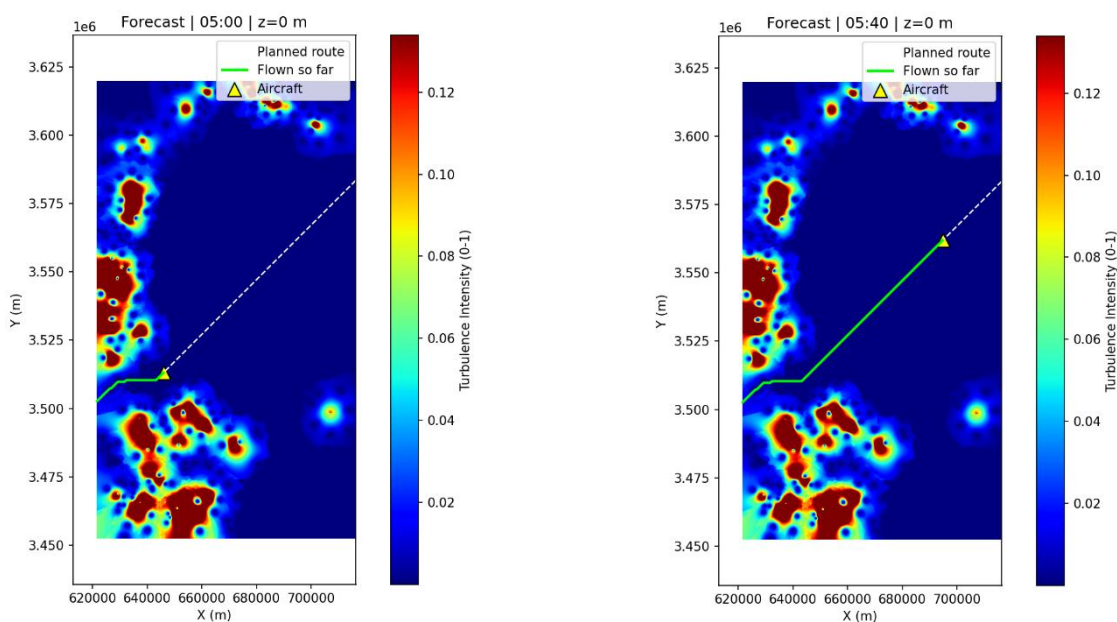 Forecast | 05:00 | z=0 m
1e6
Planned route
Flown so far
Aircraft
3.625
3.600
3.575
3.550
3.525
3.500
3.475
3.450
Y (m)
620000 640000 660000 680000 700000
X (m)
0.12
0.10
0.08
0.06
0.04
0.02
Turbulence Intensity (0-1)
Forecast | 05:40 | z=0 m
1e6
Planned route
Flown so far
Aircraft
3.625
3.600
3.575
3.550
3.525
3.500
3.475
3.450
Y (m)
620000 640000 660000 680000 700000
X (m)
0.12
0.10
0.08
0.06
0.04
0.02
Turbulence Intensity (0-1)